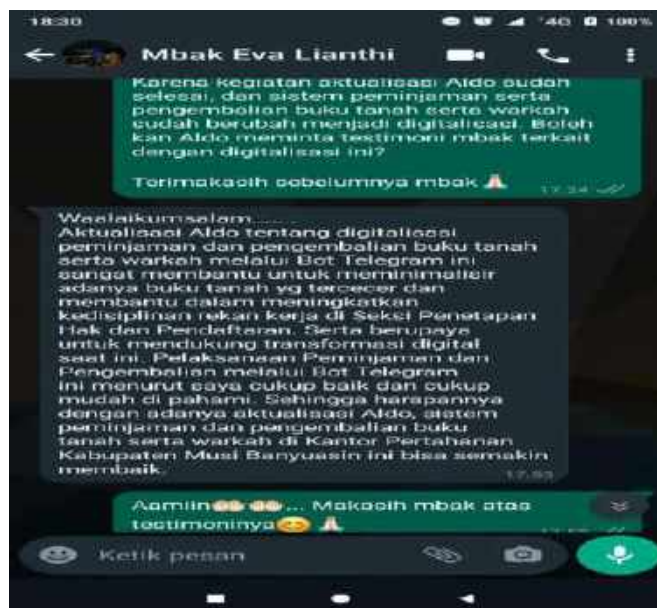 18:30
4G 100%
Mbak Eva Lianthi
Karena kegiatan aktualisasi Aldo sudah
selesai, dan sistem peminjaman serta
pengembalian buku tanah serta warkah
sudah berubah menjadi digitalisasi. Boleh
kan Aldo meminta testimoni mbak terkait
dengan digitalisasi ini?
Terimakasih sebelumnya mbak 🙏
17.34
Waalaikumsalam.......
Aktualisasi Aldo tentang digitalisasi
peminjaman dan pengembalian buku tanah
serta warkah melalui Bot Telegram ini
sangat membantu untuk meminimalisir
adanya buku tanah yg tercecer dan
membantu dalam meningkatkan
kedisiplinan rekan kerja di Seksi Penetapan
Hak dan Pendaftaran. Serta berupaya
untuk mendukung transformasi digital
saat ini. Pelaksanaan Peminjaman dan
Pengembalian melalui Bot Telegram
ini menurut saya cukup baik dan cukup
mudah di pahami. Sehingga harapannya
dengan adanya aktualisasi Aldo, sistem
peminjaman dan pengembalian buku
tanah serta warkah di Kantor Pertahanan
Kabupaten Musi Banyuasin ini bisa semakin
membaik.
Aamiin🤲🤲... Makasih mbak atas
testimoninya😊 🙏
Ketik pesan